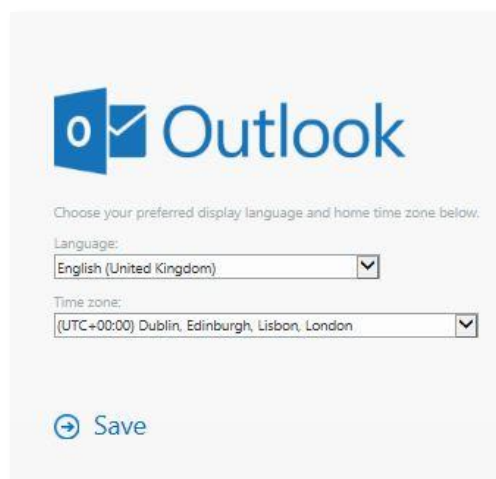 Outlook
Choose your preferred display language and home time zone below.
Language:
English (United Kingdom)
Time zone:
(UTC+00:00) Dublin, Edinburgh, Lisbon, London
Save